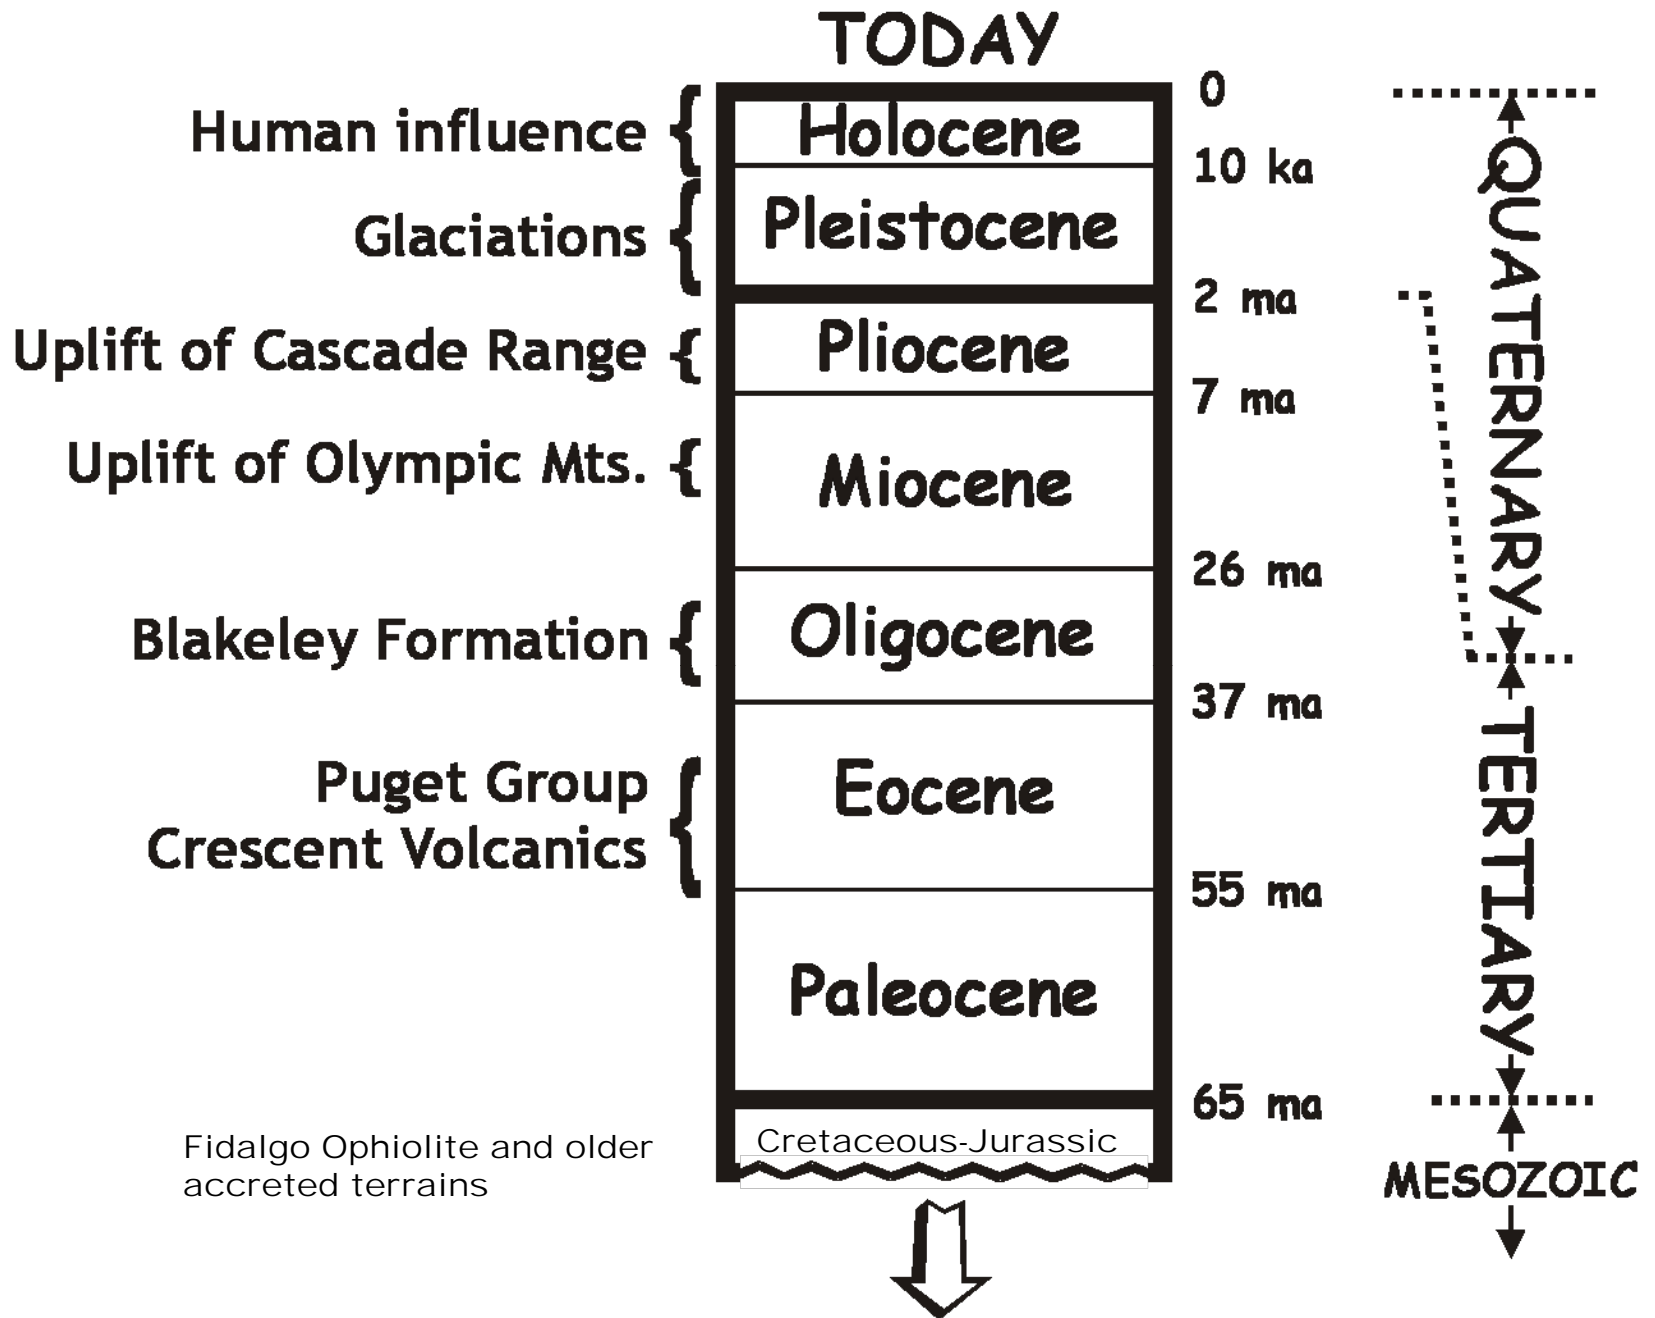 TODAY
0
Human influence
Holocene
10 ka
Glaciations
Pleistocene
2 ma
Uplift of Cascade Range
Pliocene
7 ma
Uplift of Olympic Mts.
Miocene
26 ma
Blakeley Formation
Oligocene
37 ma
Puget Group
Crescent Volcanics
Eocene
55 ma
Paleocene
65 ma
Fidalgo Ophiolite and older
accreted terrains
Cretaceous-Jurassic
QUATERNARY
TERTIARY
MESOZOIC